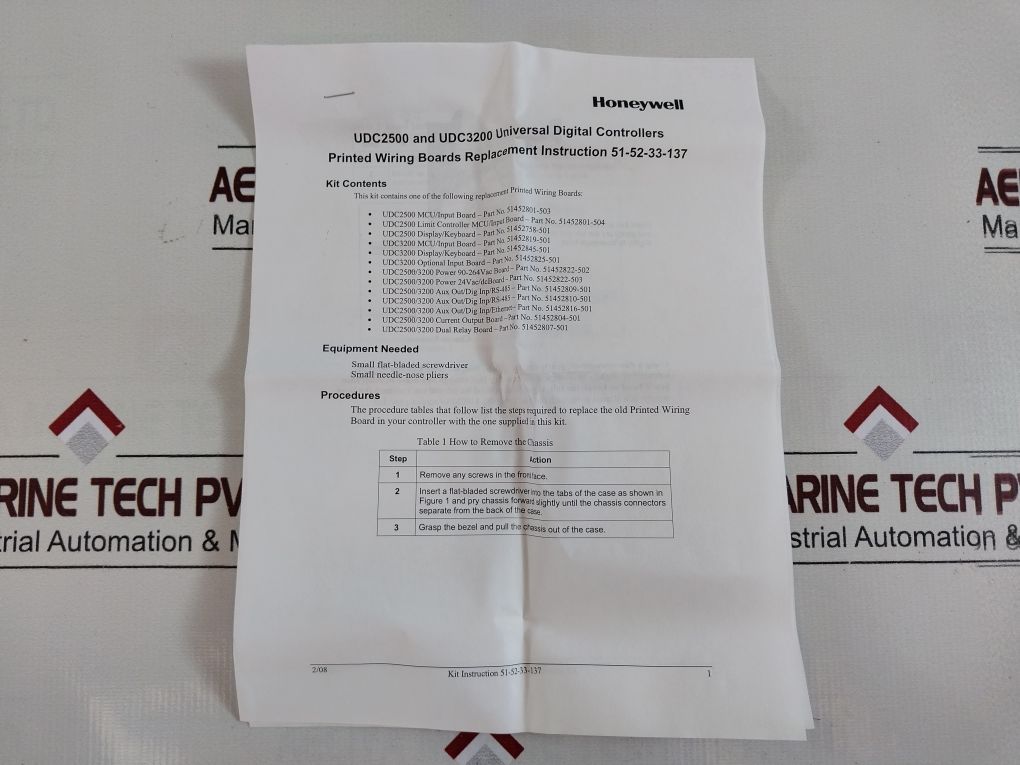 Honeywell
UDC2500 and UDC3200 Universal Digital Controllers
Printed Wiring Boards Replacement Instruction 51-52-33-137
Kit Contents
This kit contains one of the following replacement Printed Wiring Boards:
• UDC2500 MCU/Input Board – Part No. 51452801-503
• UDC2500 Limit Controller MCU/Input Board – Part No. 51452801-504
• UDC2500 Display/Keyboard – Part No. 51452758-501
• UDC3200 MCU/Input Board – Part No. 51452819-501
• UDC3200 Display/Keyboard – Part No. 51452845-501
• UDC3200 Optional Input Board – Part No. 51452825-501
• UDC2500/3200 Power 90-264Vac Board – Part No. 51452822-502
• UDC2500/3200 Power 24Vac/dcBoard – Part No. 51452822-503
• UDC2500/3200 Aux Out/Dig Inp/RS-485 – Part No. 51452809-501
• UDC2500/3200 Aux Out/Dig Inp/RS-485 – Part No. 51452810-501
• UDC2500/3200 Aux Out/Dig Inp/Ethernet – Part No. 51452816-501
• UDC2500/3200 Current Output Board – Part No. 51452804-501
• UDC2500/3200 Dual Relay Board – Part No. 51452807-501
Equipment Needed
Small flat-bladed screwdriver
Small needle-nose pliers
Procedures
The procedure tables that follow list the steps required to replace the old Printed Wiring
Board in your controller with the one supplied in this kit.
Table 1 How to Remove the Chassis
Step Action
1 Remove any screws in the front face.
2 Insert a flat-bladed screwdriver into the tabs of the case as shown in
Figure 1 and pry chassis forward slightly until the chassis connectors
separate from the back of the case.
3 Grasp the bezel and pull the chassis out of the case.
2/08 Kit Instruction 51-52-33-137 1
AE
Mar
ARINE TECH PV
trial Automation & M
AE
Ma
ARINE TECH
strial Automation &